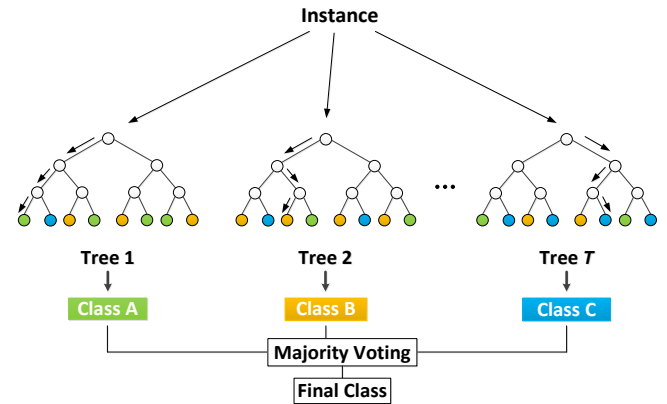 Instance
...
Tree 1
Tree 2
Tree T
Class A
Class B
Class C
Majority Voting
Final Class